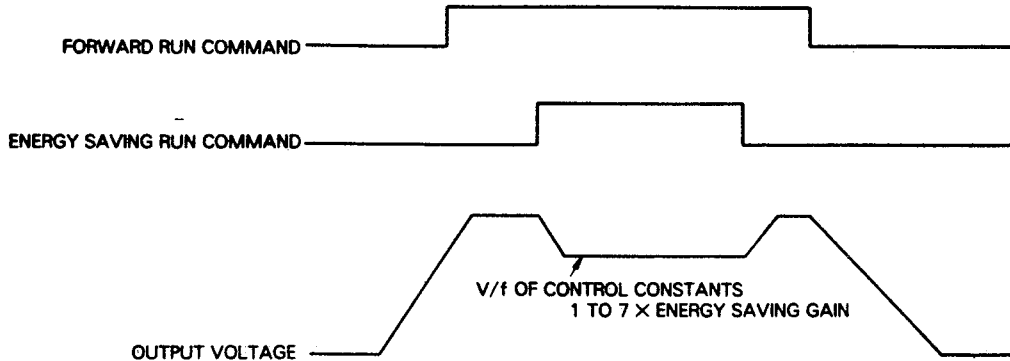 FORWARD RUN COMMAND
ENERGY SAVING RUN COMMAND
V/f OF CONTROL CONSTANTS
1 TO 7 × ENERGY SAVING GAIN
OUTPUT VOLTAGE